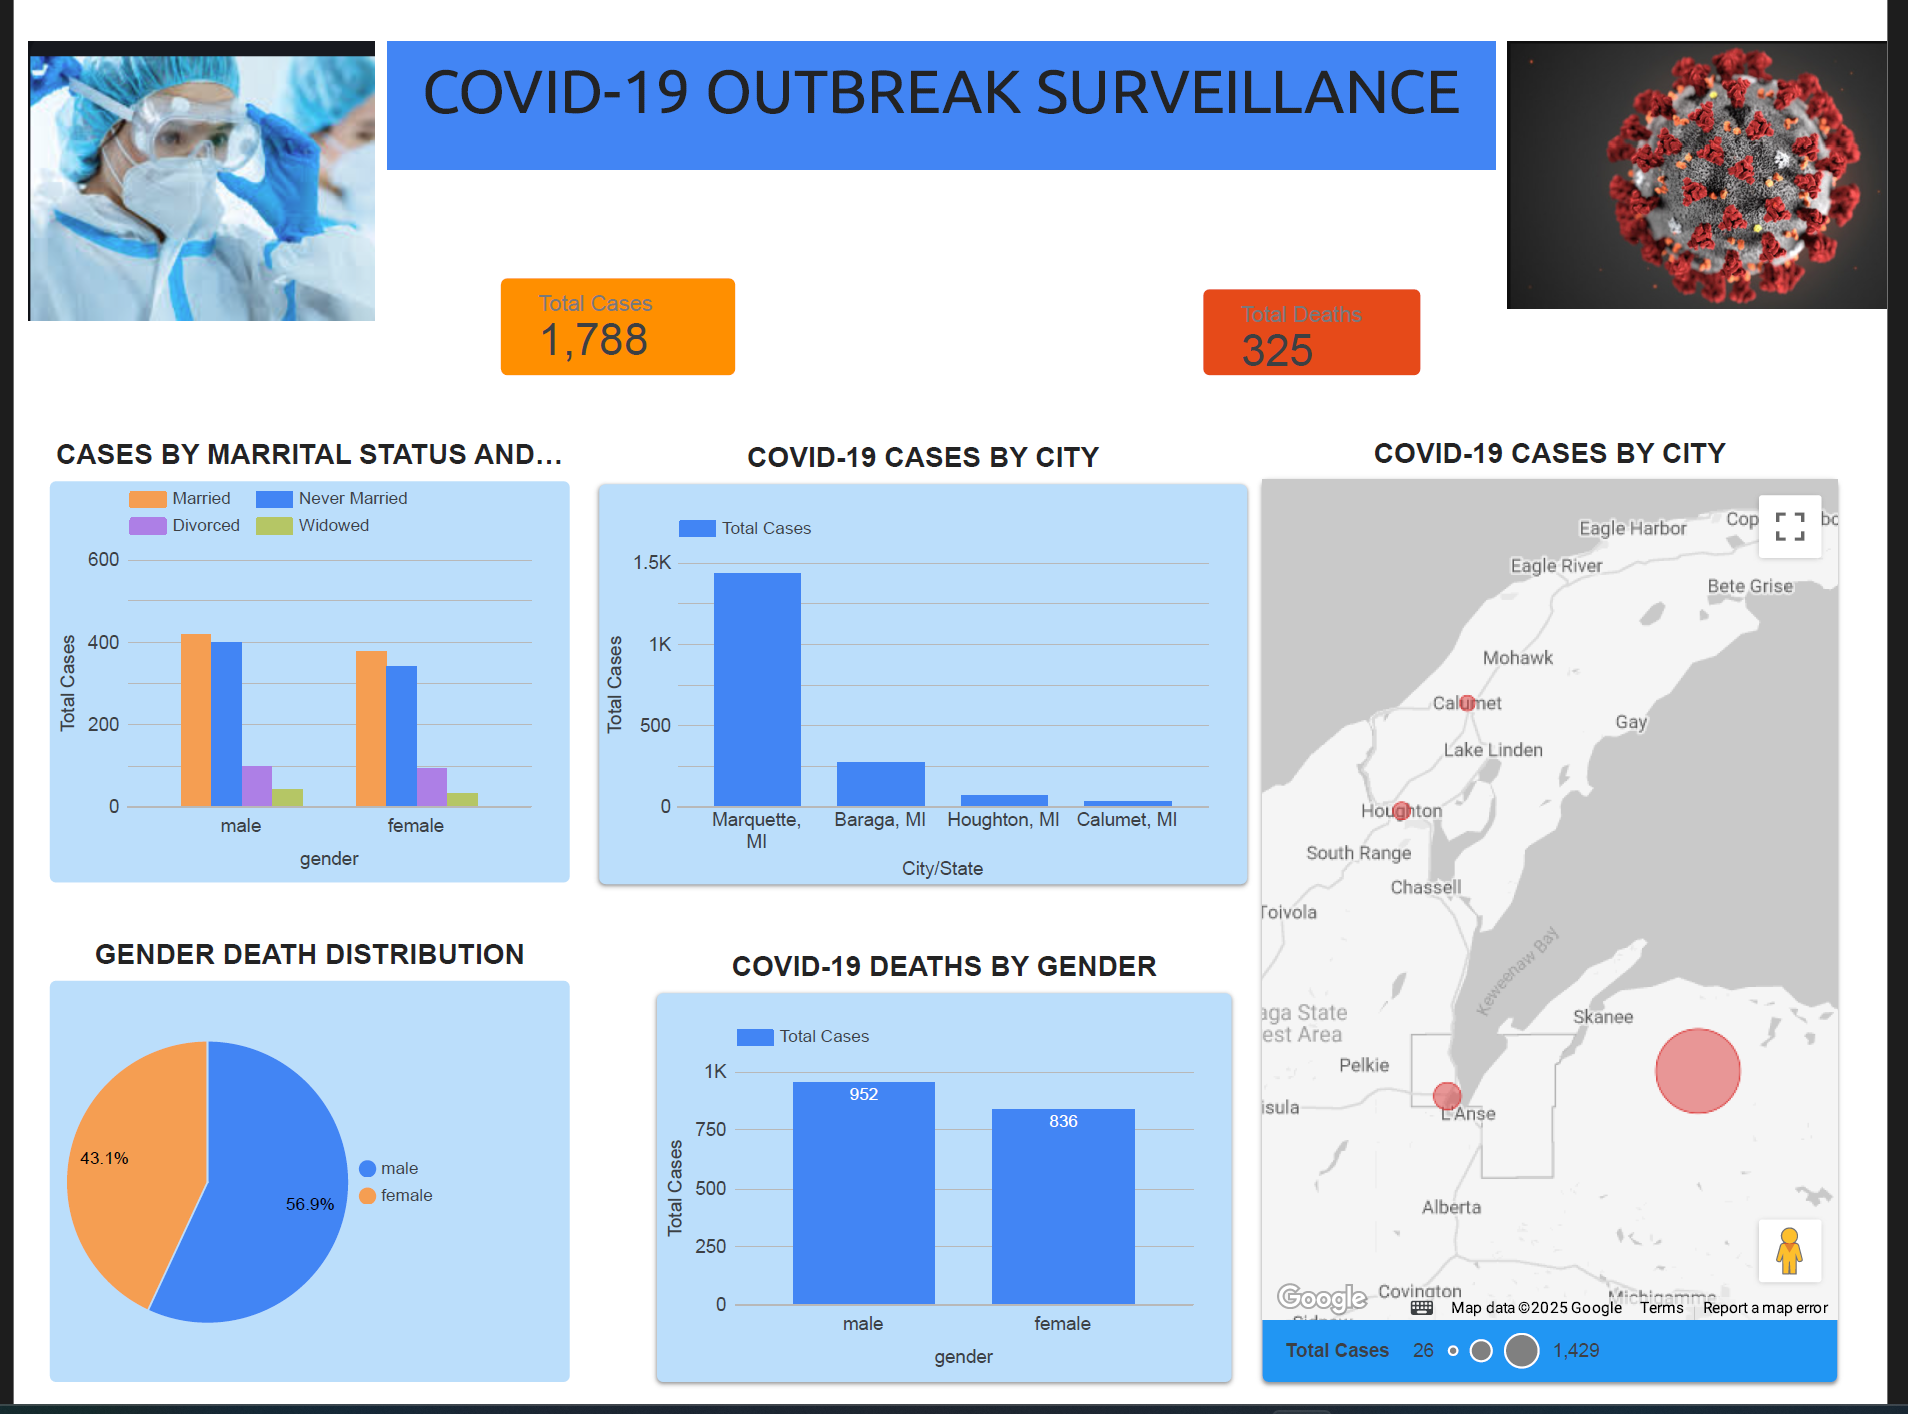 COVID-19 OUTBREAK SURVEILLANCE
Total Cases
1,788
Total Deaths
325
CASES BY MARRITAL STATUS AND...
Married
Never Married
Divorced
Widowed
600
400
200
0
Total Cases
male
female
gender
COVID-19 CASES BY CITY
Total Cases
1.5K
1K
500
0
Total Cases
Marquette,
MI
Baraga, MI
Houghton, MI
Calumet, MI
City/State
COVID-19 CASES BY CITY
Eagle Harbor
Cop
bo
Eagle River
Bete Grise
Mohawk
Calumet
Gay
Lake Linden
Houghton
South Range
Chassell
Toivola
Keweenaw Bay
aga State
est Area
Skanee
Pelkie
isula
L'Anse
Alberta
Covington
Michigamme
Google
Map data ©2025 Google
Terms
Report a map error
Total Cases
26
1,429
GENDER DEATH DISTRIBUTION
43.1%
56.9%
male
female
COVID-19 DEATHS BY GENDER
Total Cases
1K
750
500
250
0
Total Cases
952
836
male
female
gender